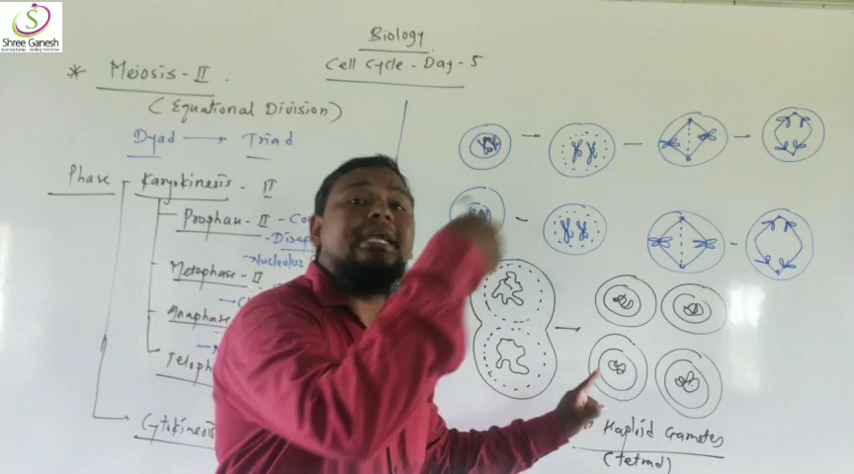 S
Shree Ganesh
Biology
Cell Cycle - Day - 5
* Meiosis - II
(Equational Division)
Dyad → Triad
Phase
Karyokinesis - II
Prophase - II - Co
- Disap
- Nucleolus
Metaphase - II
Anaphase
Teloph
Cytokinesis
Haploid Gametes
(tetrad)